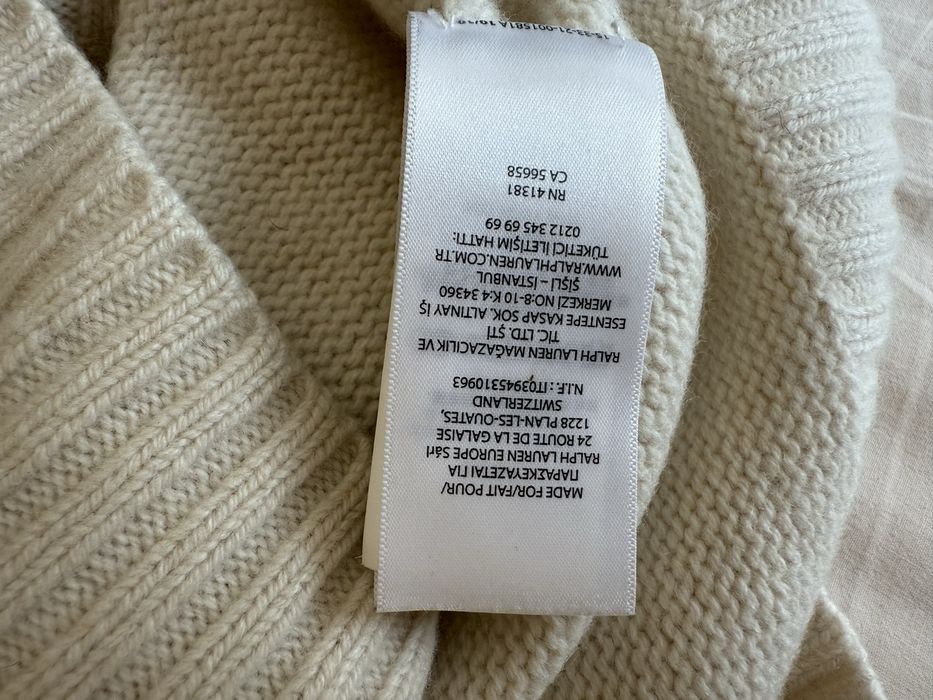 MADE FOR/FAIT POUR/
ΠΑΡΑΣΚΕΥΑΖΕΤΑΙ ΓΙΑ
RALPH LAUREN EUROPE Sárl
24 ROUTE DE LA GALAISE
1228 PLAN-LES-OUATES,
SWITZERLAND
N.I.F. : IT03945310963
RALPH LAUREN MAĞAZACILIK VE
TİC. LTD. ŞTİ
ESENTEPE KASAP SOK. ALTINAY İŞ
MERKEZİ NO:8-10 K:4 34360
ŞİŞLİ – İSTANBUL
WWW.RALPHLAUREN.COM.TR
TÜKETİCİ İLETİŞİM HATTI:
0212 345 69 69
RN 41381
CA 56658